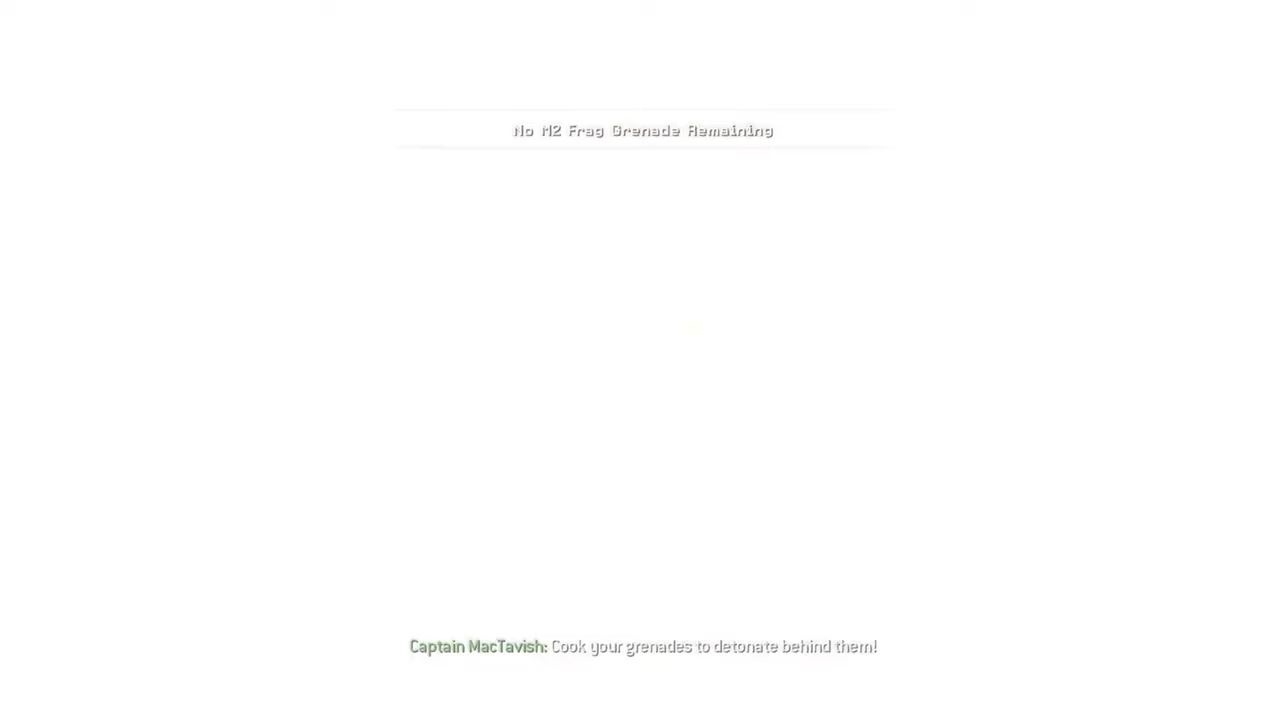 No M2 Frag Grenade Remaining
Captain MacTavish: Cook your grenades to detonate behind them!